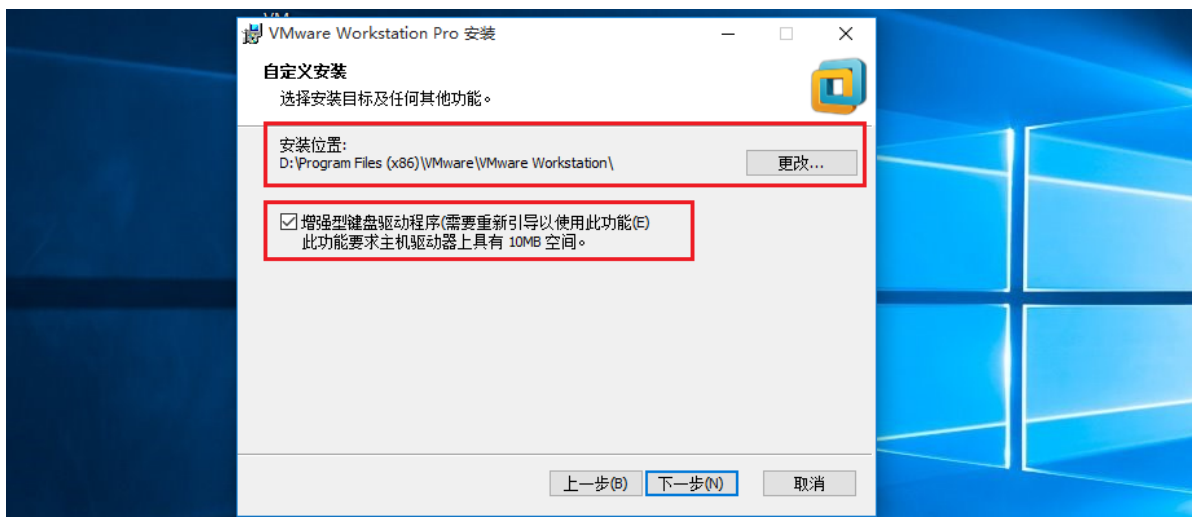 VMware Workstation Pro 安装
自定义安装
选择安装目标及任何其他功能。
安装位置:
D:\Program Files (x86)\VMware\VMware Workstation\
更改...
增强型键盘驱动程序(需要重新引导以使用此功能(E)
此功能要求主机驱动器上具有 10MB 空间。
上一步(B)
下一步(N)
取消